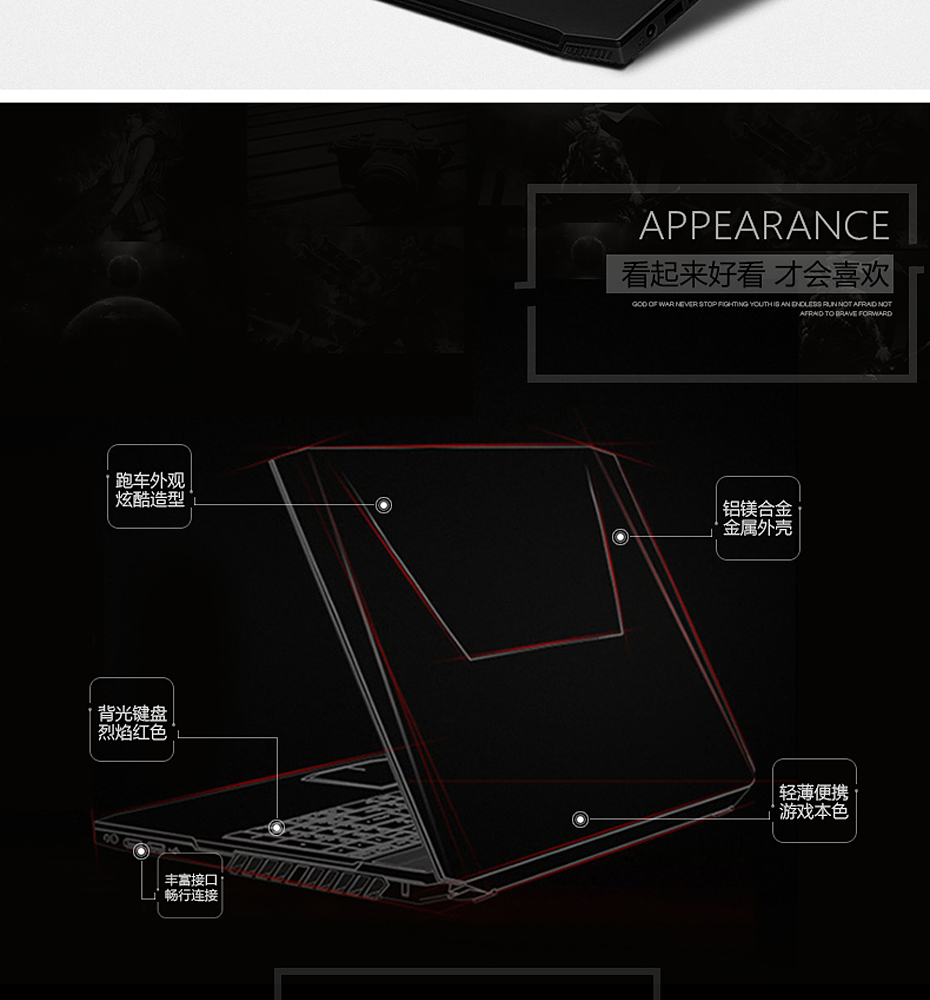 APPEARANCE
看起来好看 才会喜欢
GOD OF WAR NEVER STOP FIGHTING YOUTH IS AN ENDLESS RUN NOT AFRAID NOT
AFRAID TO BRAVE FORWARD
跑车外观
炫酷造型
铝镁合金
金属外壳
背光键盘
烈焰红色
轻薄便携
游戏本色
丰富接口
畅行连接